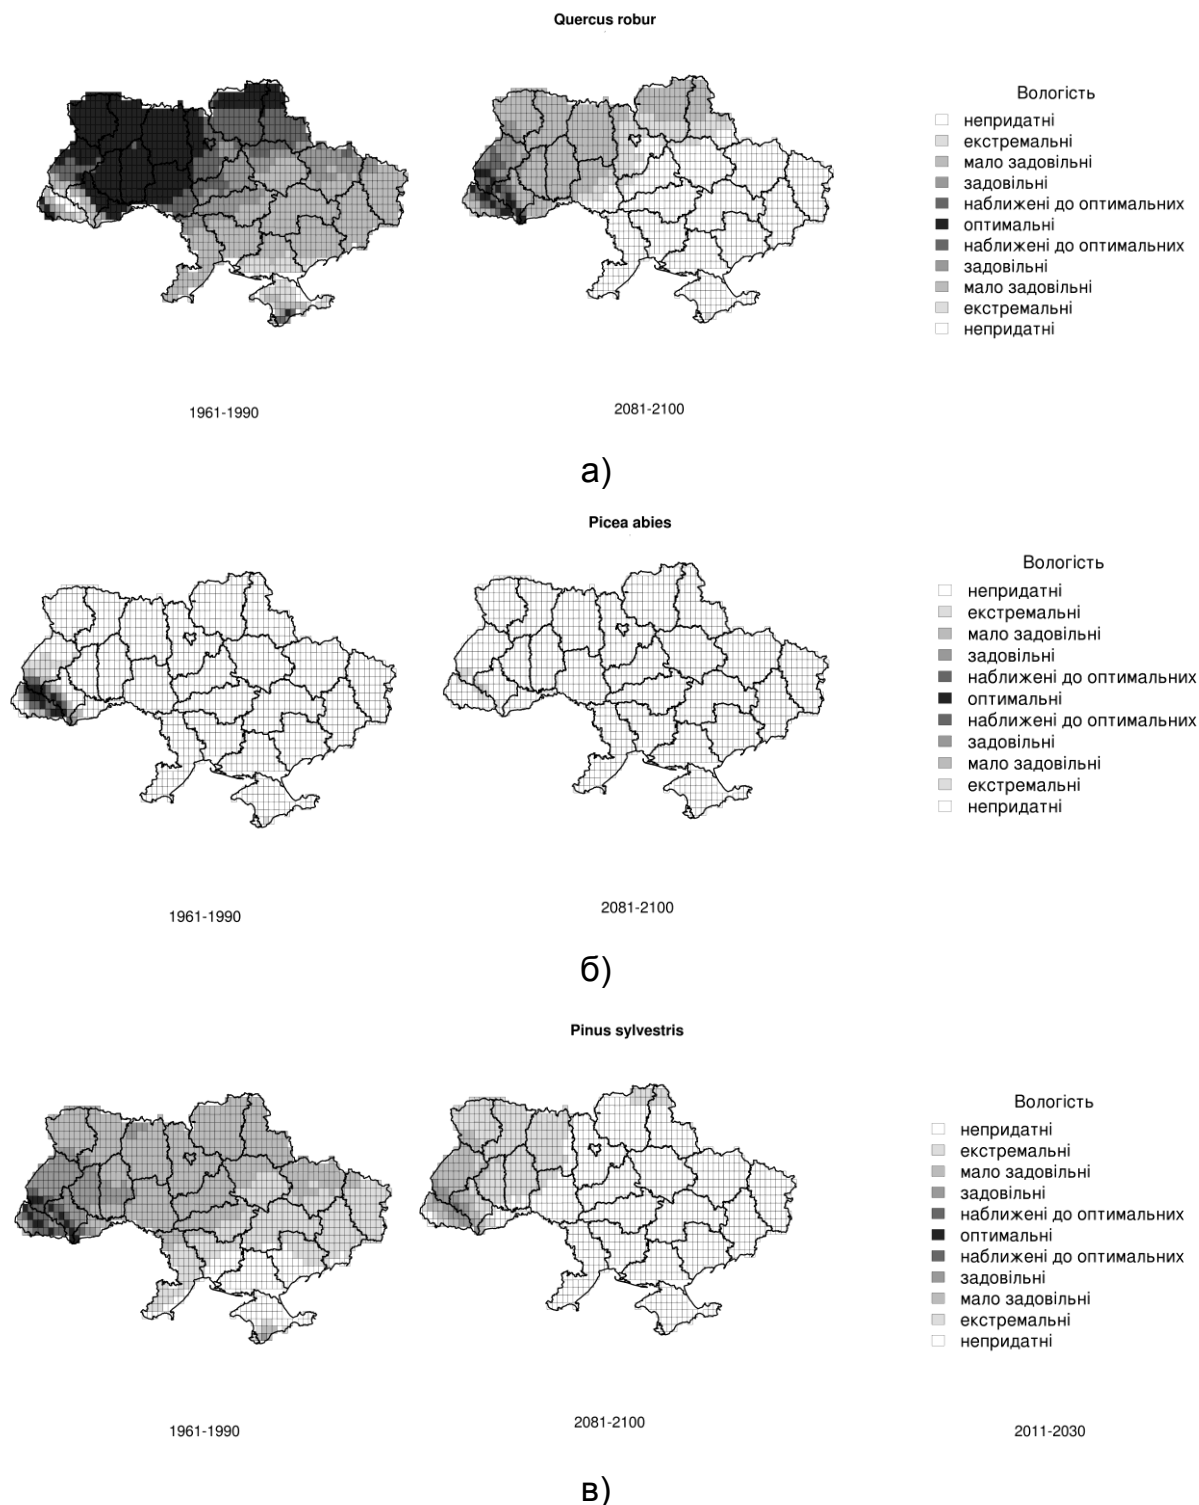 Quercus robur
Вологість
непридатні
екстремальні
мало задовільні
задовільні
наближені до оптимальних
оптимальні
наближені до оптимальних
задовільні
мало задовільні
екстремальні
непридатні
1961-1990
2081-2100
а)
Picea abies
Вологість
непридатні
екстремальні
мало задовільні
задовільні
наближені до оптимальних
оптимальні
наближені до оптимальних
задовільні
мало задовільні
екстремальні
непридатні
1961-1990
2081-2100
б)
Pinus sylvestris
Вологість
непридатні
екстремальні
мало задовільні
задовільні
наближені до оптимальних
оптимальні
наближені до оптимальних
задовільні
мало задовільні
екстремальні
непридатні
1961-1990
2081-2100
2011-2030
в)